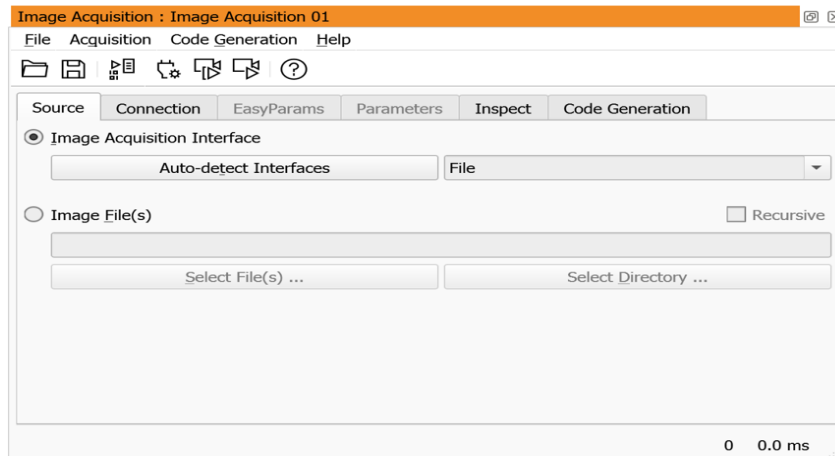 Image Acquisition : Image Acquisition 01
File Acquisition Code Generation Help
Source Connection EasyParams Parameters Inspect Code Generation
Image Acquisition Interface
Auto-detect Interfaces File
Image File(s) Recursive
Select File(s) ... Select Directory ...
0 0.0 ms